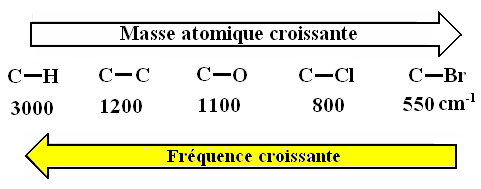 Masse atomique croissante
C—H C—C C—O C—Cl C—Br
3000 1200 1100 800 550 cm⁻¹
Fréquence croissante